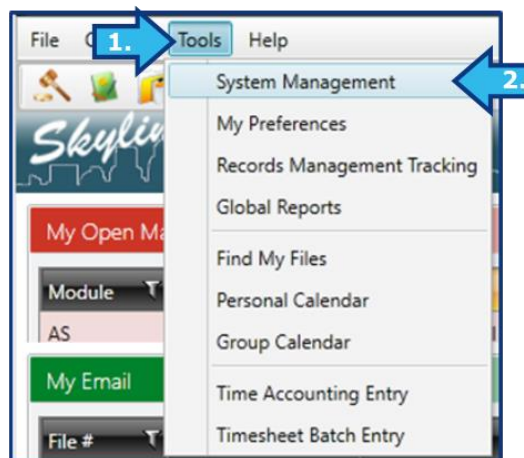 File 1. Tools Help
System Management 2.
My Preferences
Records Management Tracking
Global Reports
Find My Files
Personal Calendar
Group Calendar
Time Accounting Entry
Timesheet Batch Entry
My Open
Module
AS
My Email
File #